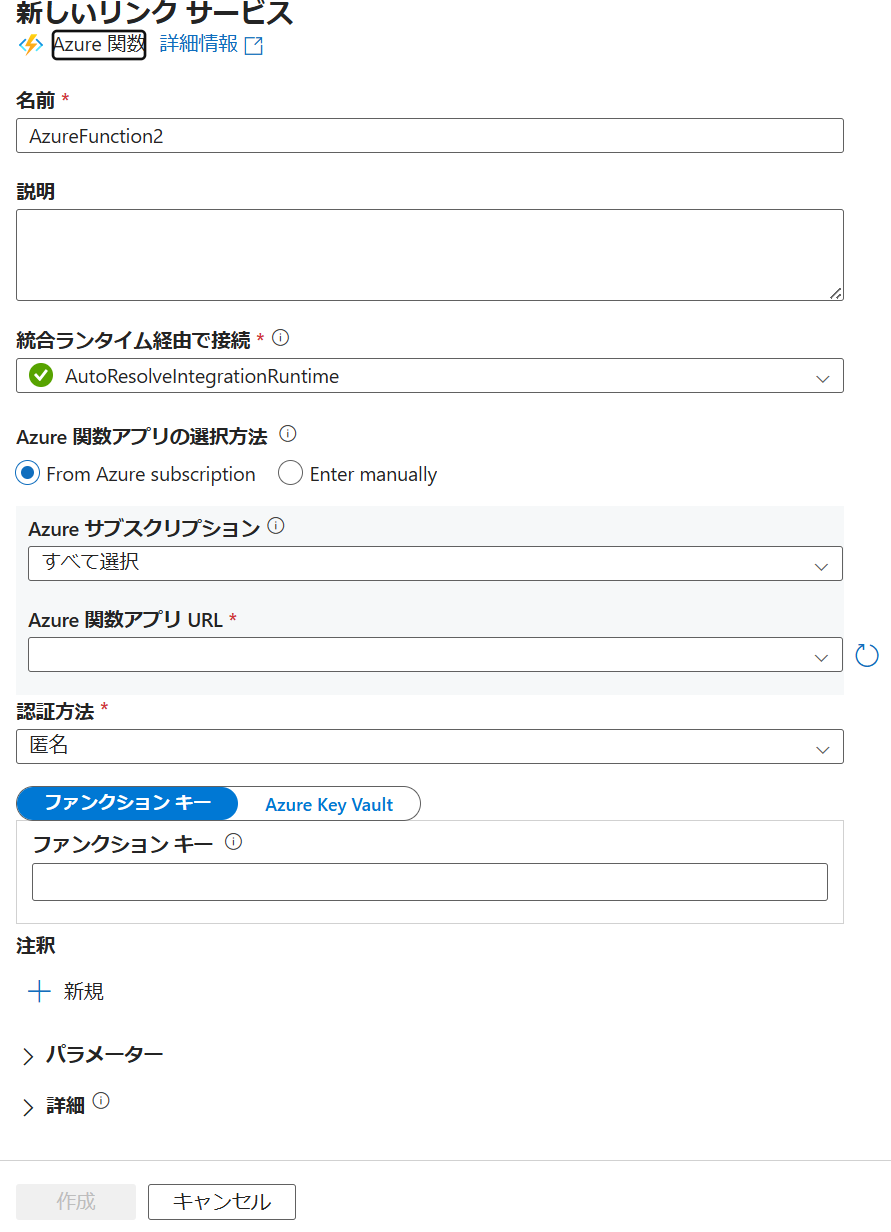 新しいリンク サービス
Azure 関数 詳細情報
名前 *
AzureFunction2
説明
統合ランタイム経由で接続 *
AutoResolveIntegrationRuntime
Azure 関数アプリの選択方法
From Azure subscription Enter manually
Azure サブスクリプション
すべて選択
Azure 関数アプリ URL *
認証方法 *
匿名
ファンクション キー Azure Key Vault
ファンクション キー
注釈
新規
パラメーター
詳細
作成 キャンセル